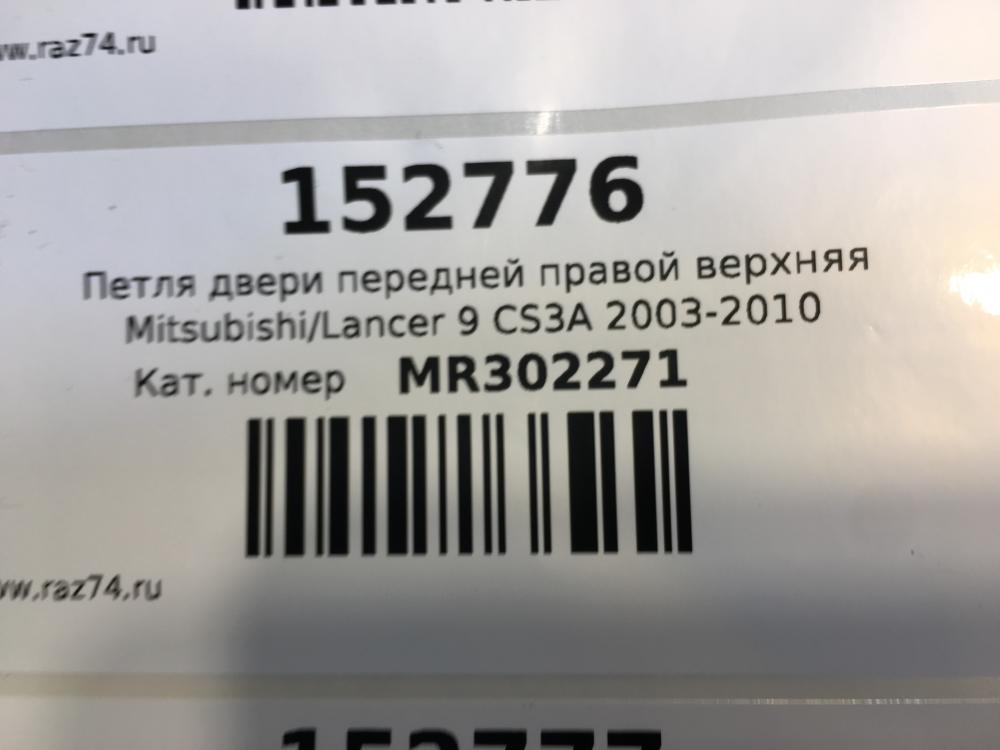 www.raz74.ru
152776
Петля двери передней правой верхняя
Mitsubishi/Lancer 9 CS3A 2003-2010
Кат. номер MR302271
www.raz74.ru
152777